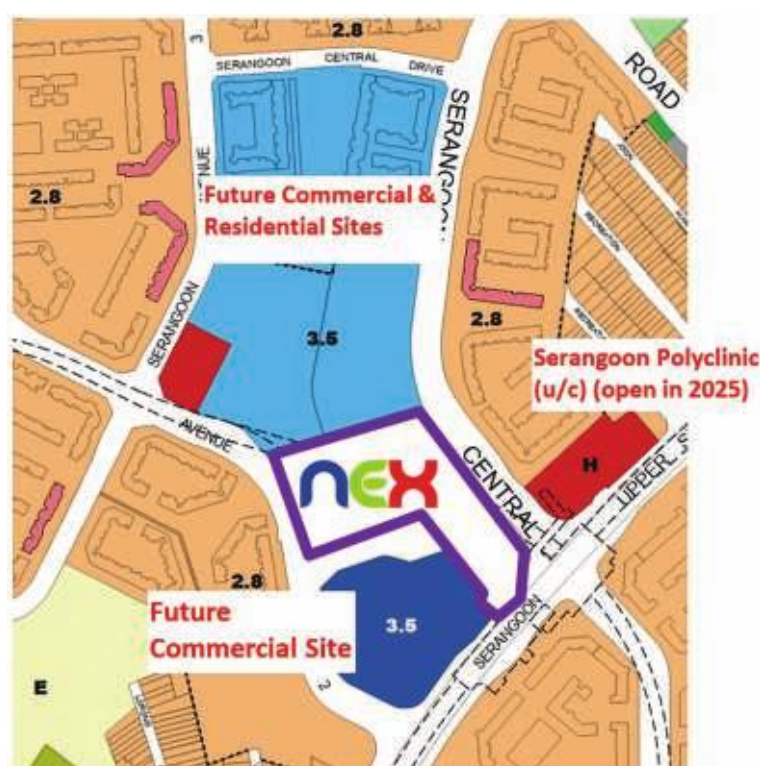 2.8
3
SERANGOON CENTRAL DRIVE
ROAD
SERANGOON
2.8
Future Commercial &
Residential Sites
3.5
2.8
SERANGOON
AVENUE
Serangoon Polyclinic
(u/c) (open in 2025)
nex
CENTRAL
H
UPPER S
2.8
Future
Commercial Site
3.5
SERANGOON
E
2